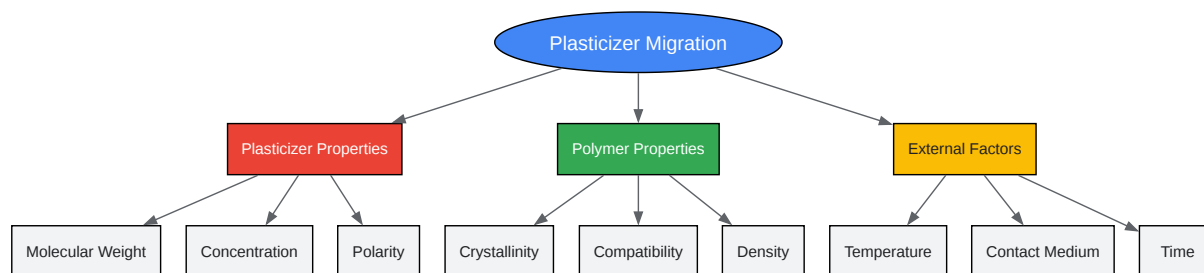 Plasticizer Migration
Plasticizer Properties
Polymer Properties
External Factors
Molecular Weight
Concentration
Polarity
Crystallinity
Compatibility
Density
Temperature
Contact Medium
Time